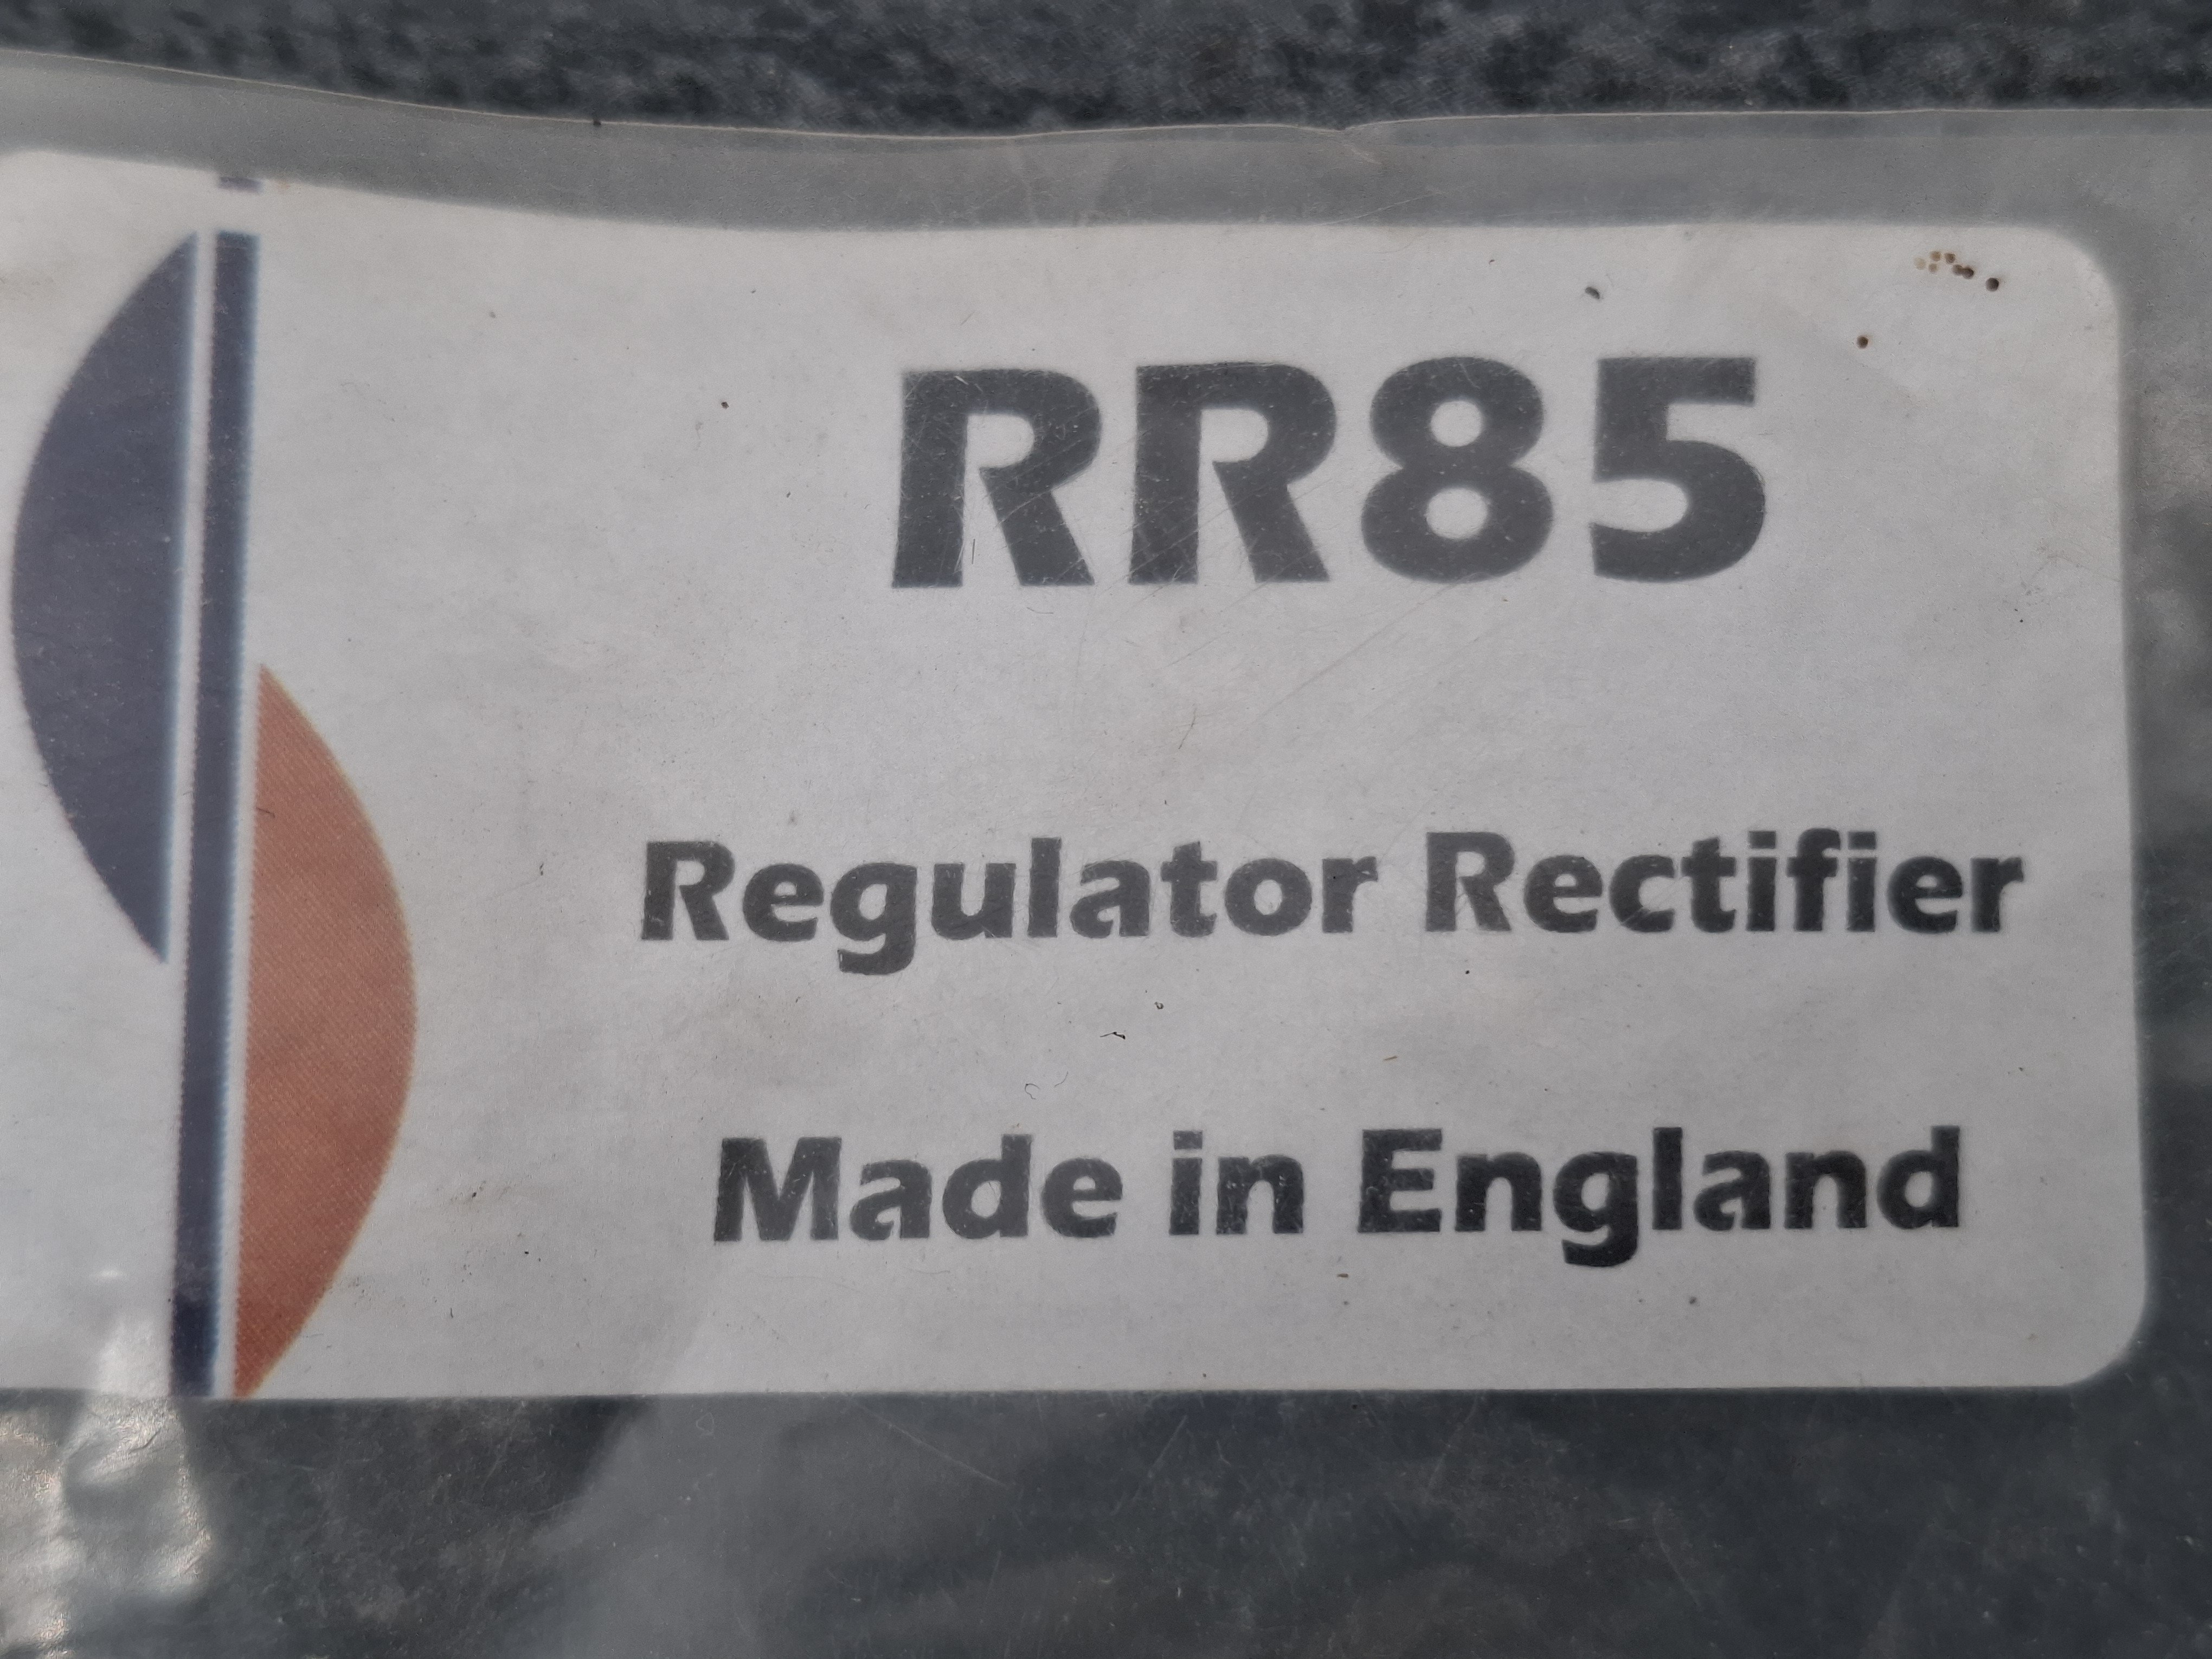 RR85
Regulator Rectifier
Made in England